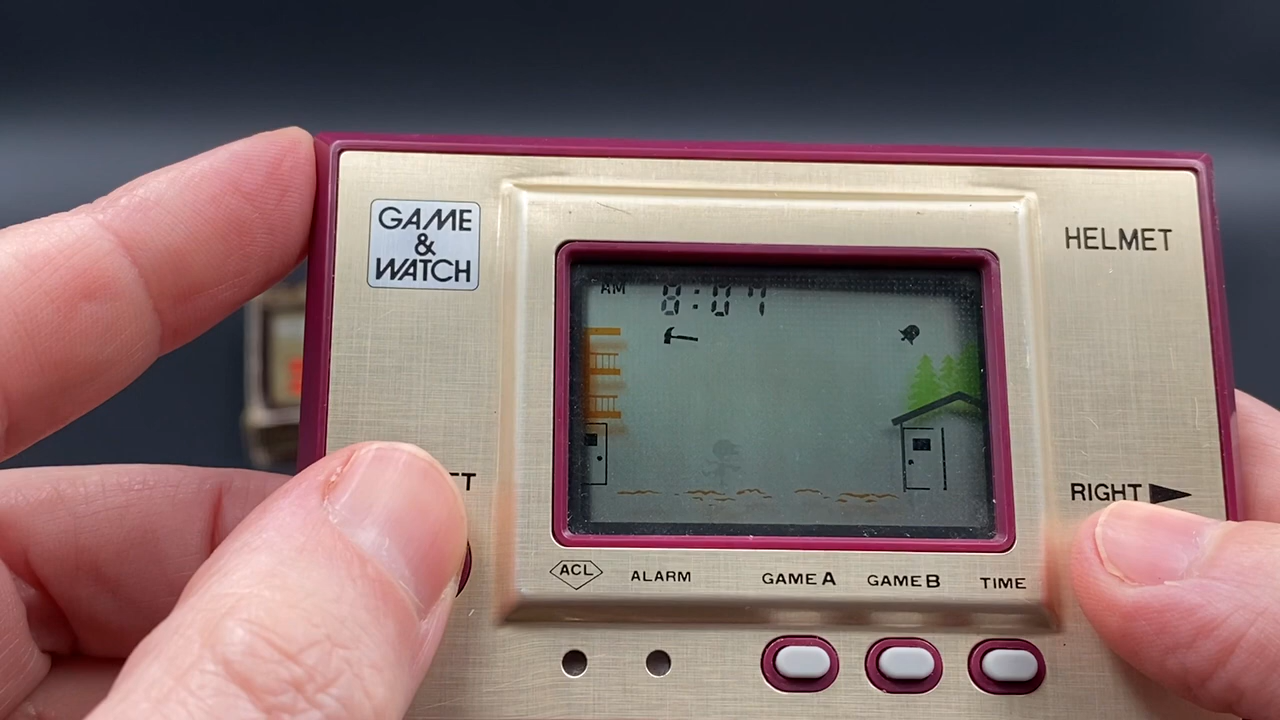 GAME
&
WATCH
HELMET
AM 8:07
RIGHT
ACL
ALARM
GAME A
GAME B
TIME